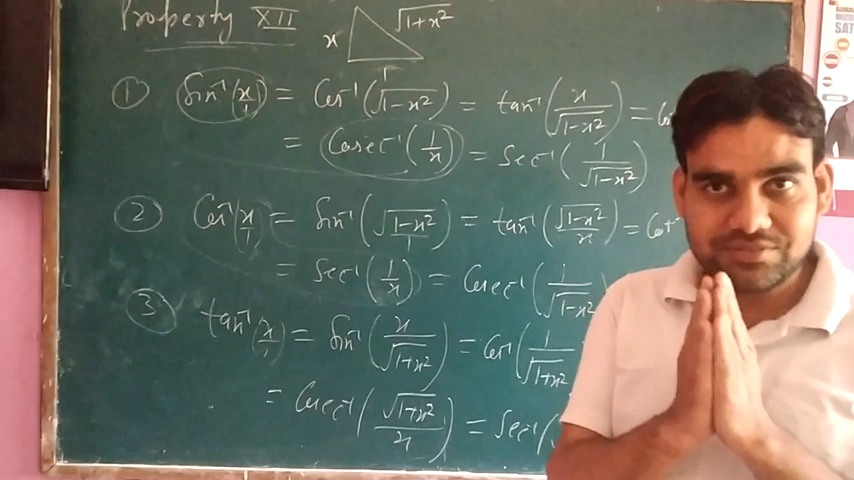 Property XII
x √1+x²
① Sin⁻¹(x/1) = Cos⁻¹(√1-x²/1) = tan⁻¹(x/√1-x²) = Co
= Cosec⁻¹(1/x) = Sec⁻¹(1/√1-x²)
② Cos⁻¹(x/1) = Sin⁻¹(√1-x²/1) = tan⁻¹(√1-x²/x) = Cot⁻
= Sec⁻¹(1/x) = Cosec⁻¹(1/√1-x²
③ tan⁻¹(x/1) = Sin⁻¹(x/√1+x²) = Cos⁻¹(1/√1+x²
= Cosec⁻¹(√1+x²/x) = Sec⁻¹(
SAT